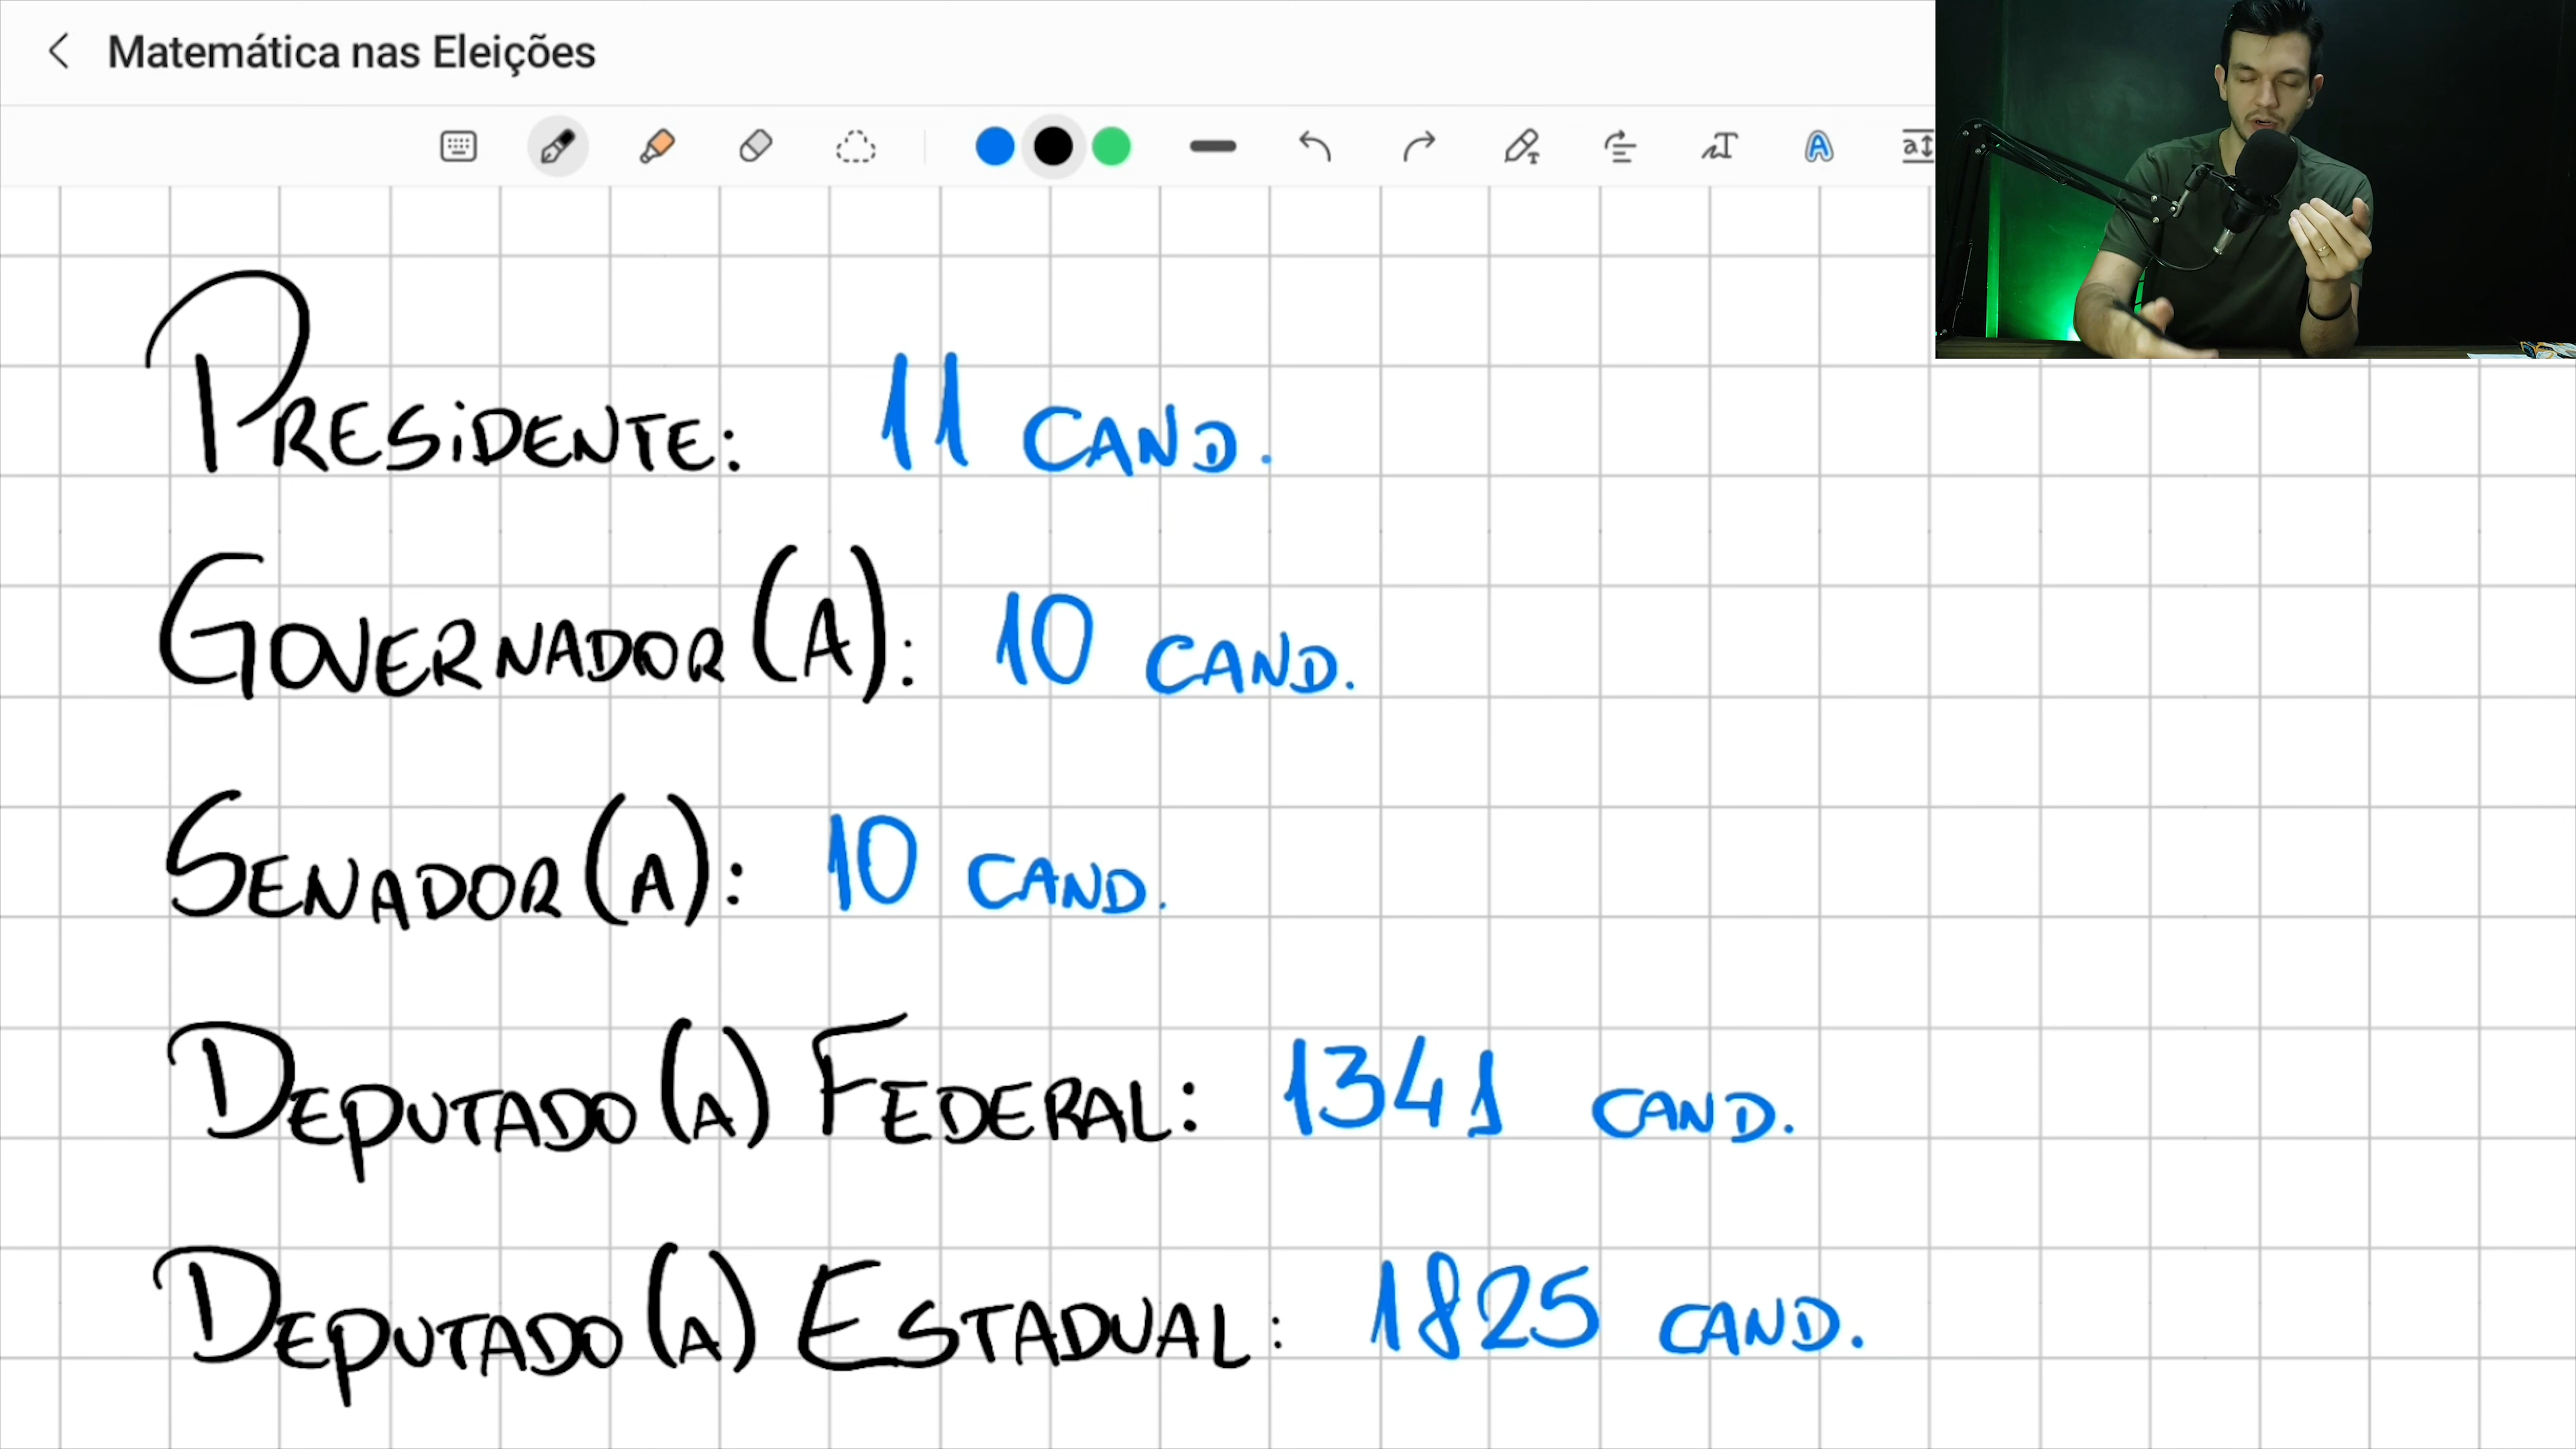 Matemática nas Eleições
PRESIDENTE: 11 CAND.
GOVERNADOR(A): 10 CAND.
SENADOR(A): 10 CAND.
DEPUTADO(A) FEDERAL: 1341 CAND.
DEPUTADO(A) ESTADUAL: 1825 CAND.